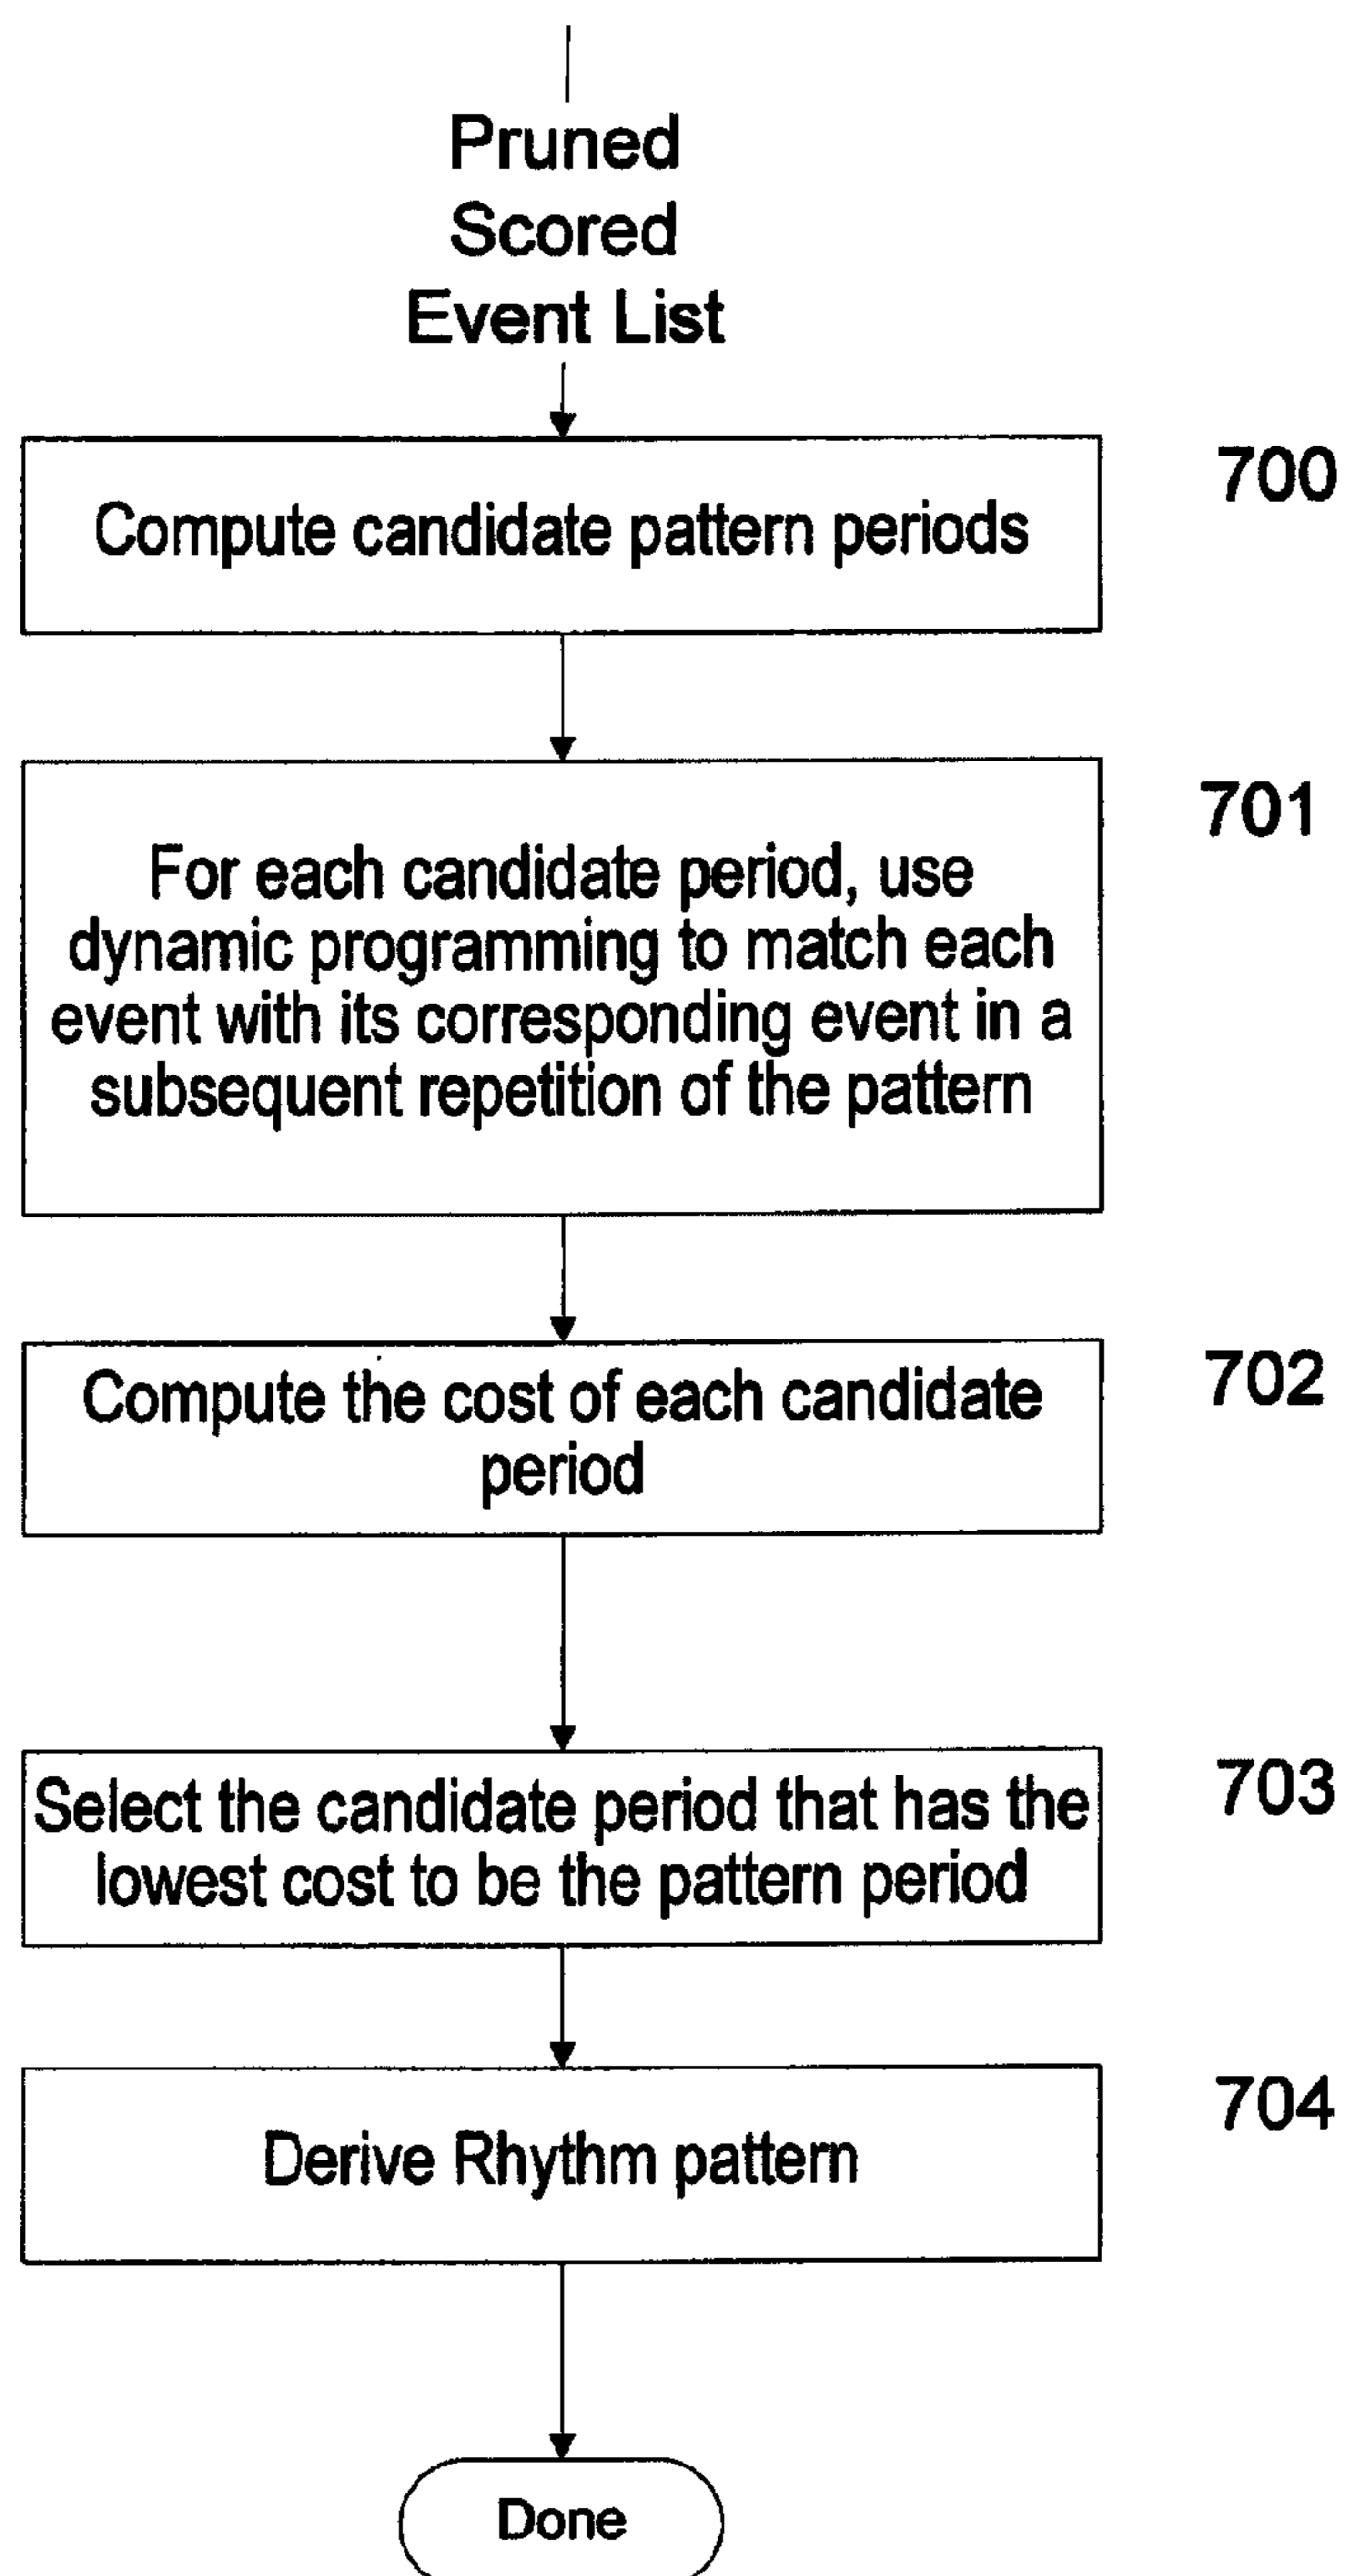 Pruned
Scored
Event List
700
Compute candidate pattern periods
701
For each candidate period, use
dynamic programming to match each
event with its corresponding event in a
subsequent repetition of the pattern
702
Compute the cost of each candidate
period
703
Select the candidate period that has the
lowest cost to be the pattern period
704
Derive Rhythm pattern
Done